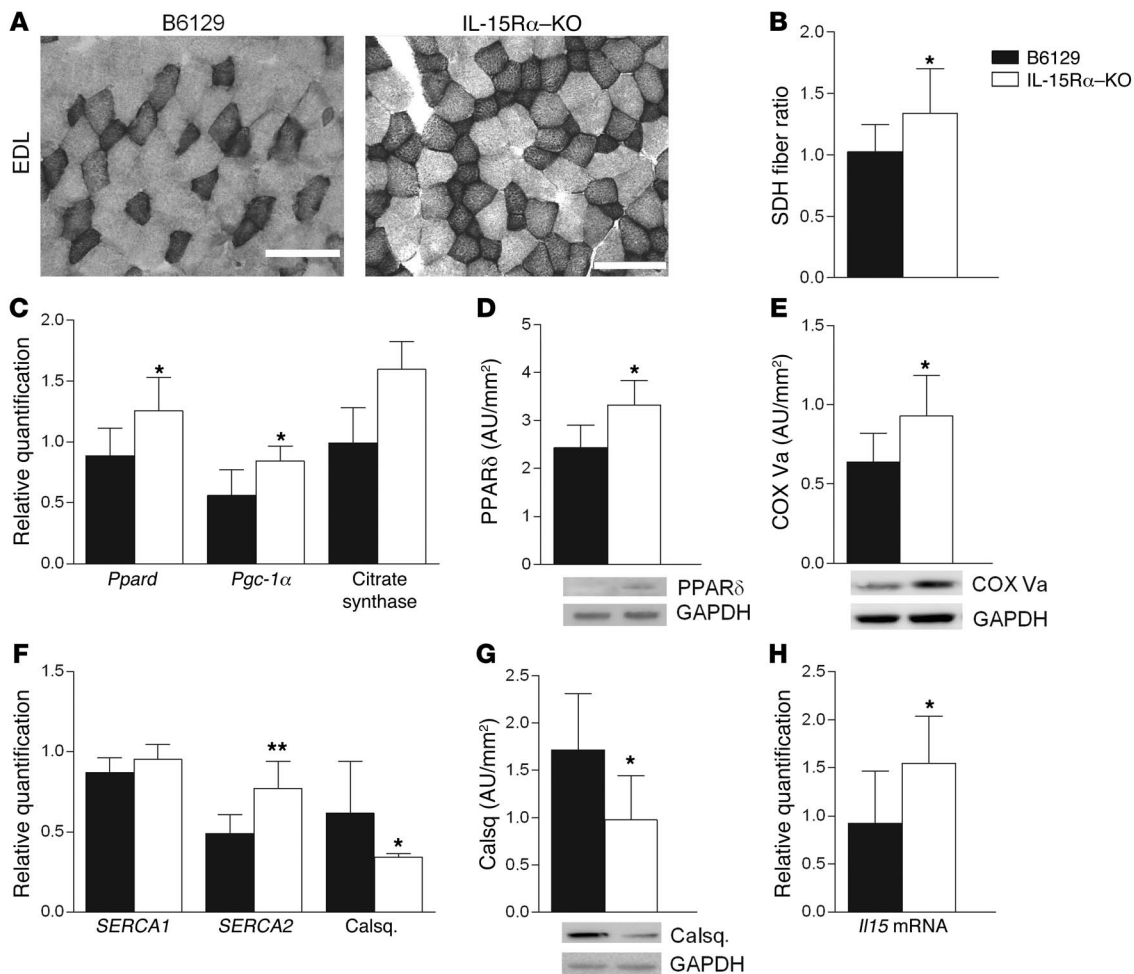 A
B6129
IL-15Rα–KO
EDL
B
SDH fiber ratio
2.0
1.5
1.0
1.0
0.0
*
B6129
IL-15Rα–KO
C
Relative quantification
2.0
1.5
1.0
0.5
0.0
*
*
Ppard
Pgc-1α
Citrate
synthase
D
PPARδ (AU/mm²)
5
4
3
2
1
0
*
PPARδ
GAPDH
E
COX Va (AU/mm²)
1.5
1.0
0.5
0.0
*
COX Va
GAPDH
F
Relative quantification
1.5
1.0
0.5
0.0
**
*
SERCA1
SERCA2
Calsq.
G
Calsq (AU/mm²)
2.5
2.0
1.5
1.0
0.5
0.0
*
Calsq.
GAPDH
H
Relative quantification
2.5
2.0
1.5
1.0
0.5
0.0
*
Il15 mRNA